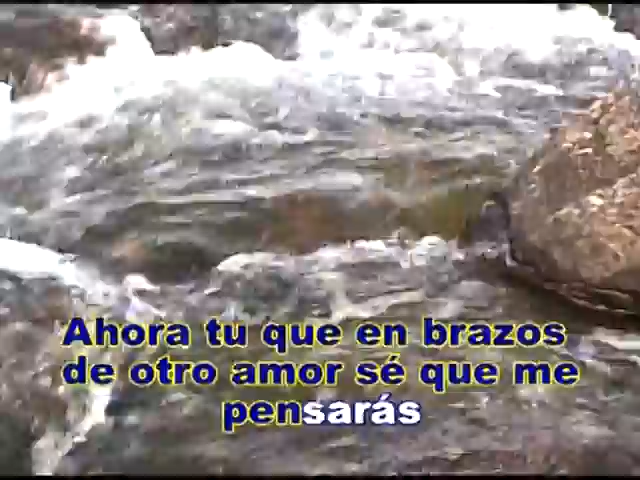 Ahora tu que en brazos
de otro amor sé que me
pensarás